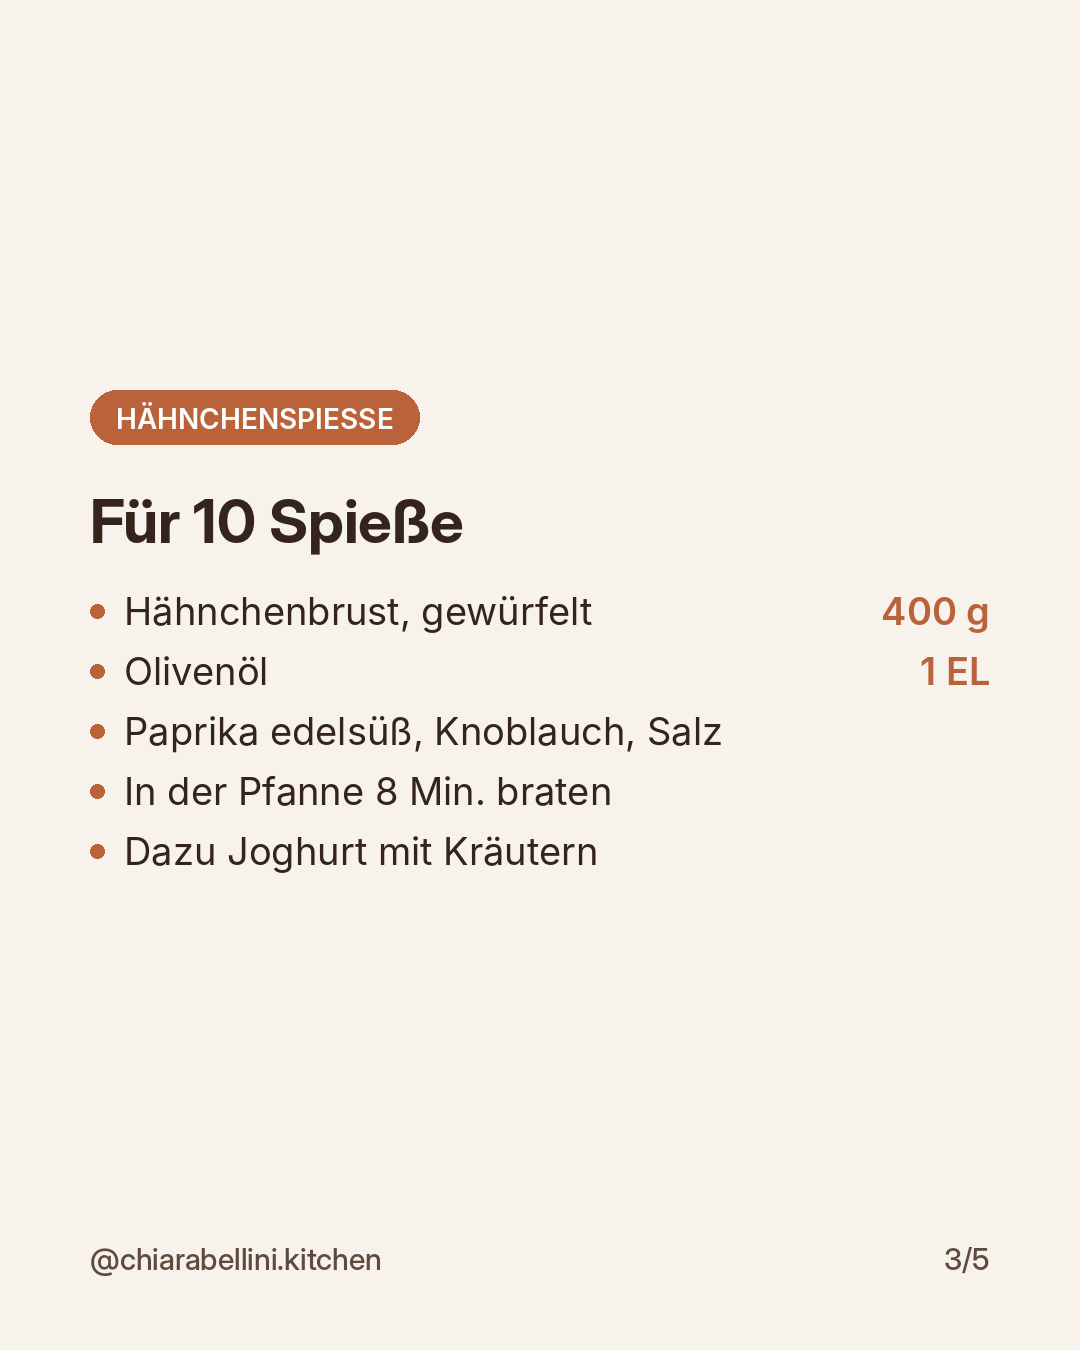 HÄHNCHENSPIESSE
Für 10 Spieße
Hähnchenbrust, gewürfelt 400 g
Olivenöl 1 EL
Paprika edelsüß, Knoblauch, Salz
In der Pfanne 8 Min. braten
Dazu Joghurt mit Kräutern
@chiarabellini.kitchen 3/5